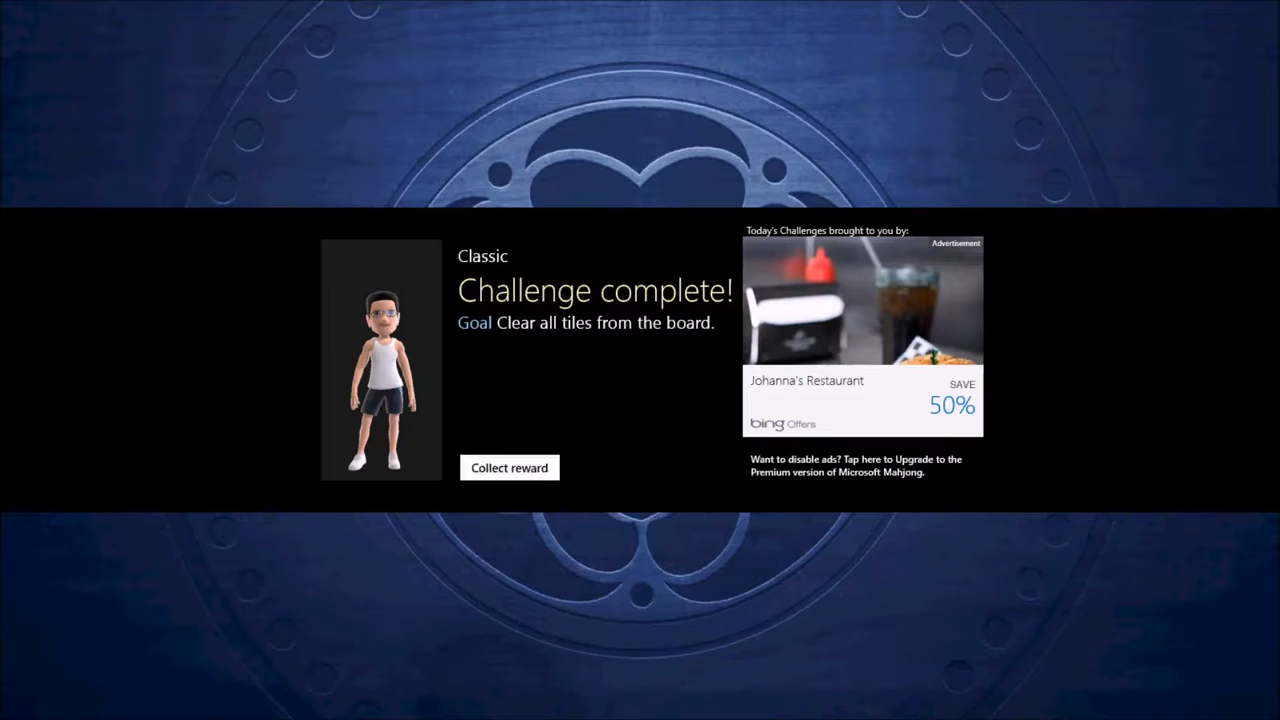 Classic
Challenge complete!
Goal Clear all tiles from the board.
Collect reward
Today's Challenges brought to you by:
Advertisement
Johanna's Restaurant
SAVE
50%
bing Offers
Want to disable ads? Tap here to Upgrade to the
Premium version of Microsoft Mahjong.